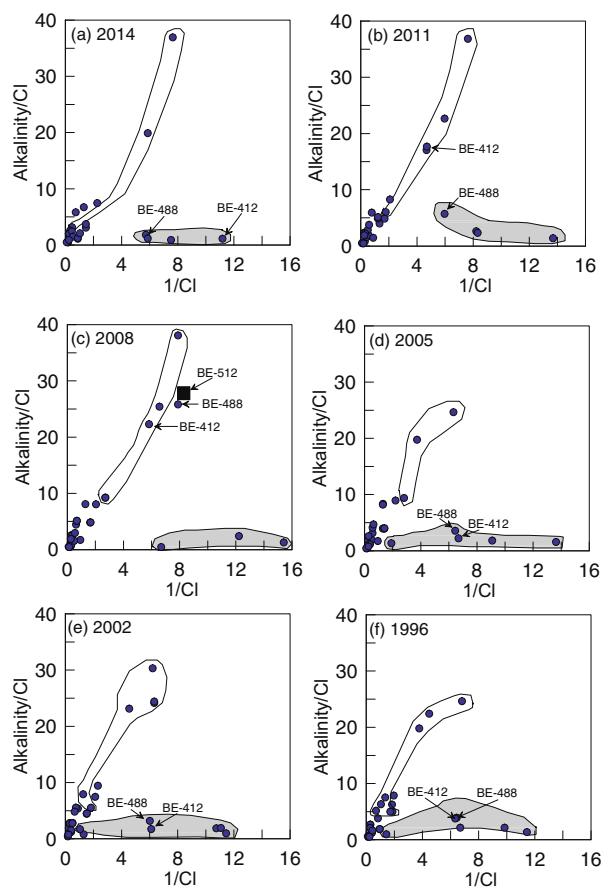 (a) 2014
Alkalinity/Cl
40
30
20
10
0
BE-488
BE-412
0 4 8 12 16
1/Cl
(b) 2011
Alkalinity/Cl
40
30
20
10
0
BE-412
BE-488
0 4 8 12 16
1/Cl
(c) 2008
Alkalinity/Cl
40
30
20
10
0
BE-512
BE-488
BE-412
0 4 8 12 16
1/Cl
(d) 2005
Alkalinity/Cl
40
30
20
10
0
BE-488
BE-412
0 4 8 12 16
1/Cl
(e) 2002
Alkalinity/Cl
40
30
20
10
0
BE-488
BE-412
0 4 8 12 16
1/Cl
(f) 1996
Alkalinity/Cl
40
30
20
10
0
BE-412
BE-488
0 4 8 12 16
1/Cl